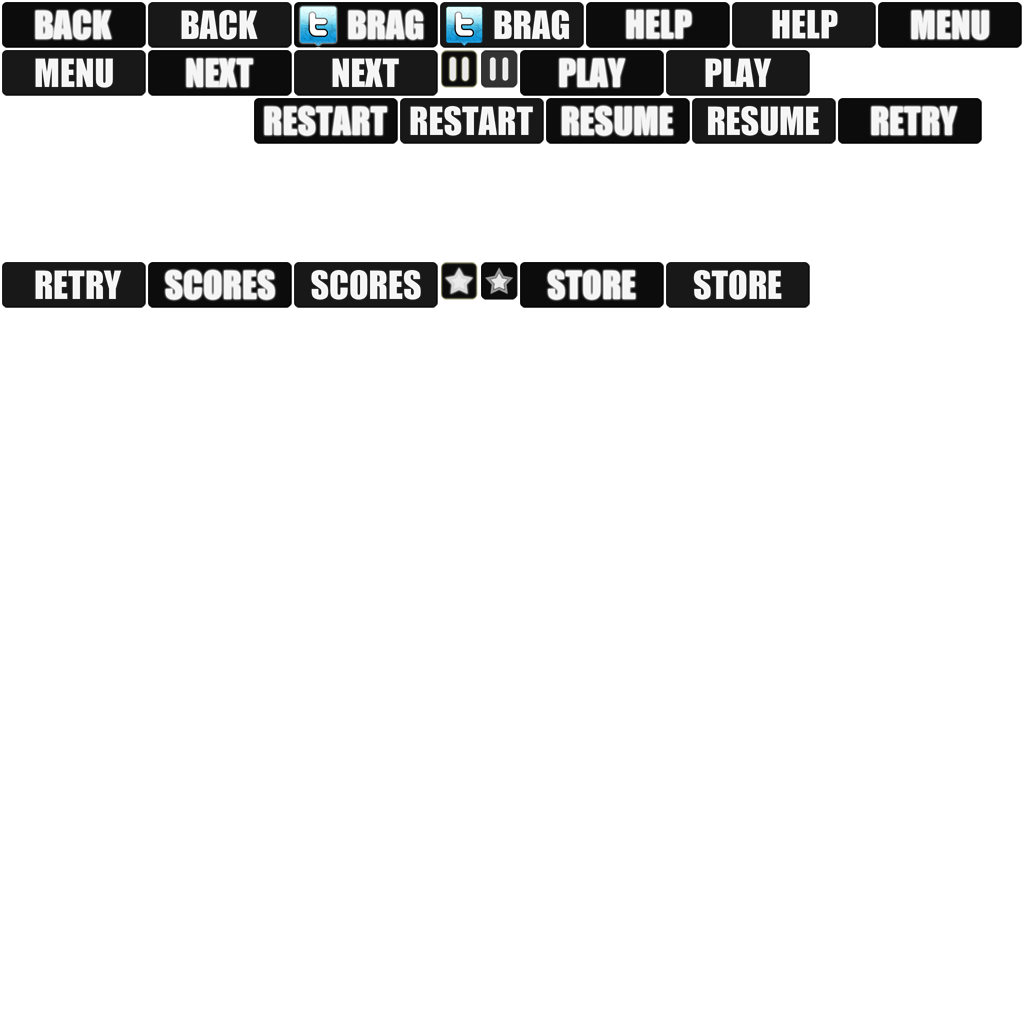 BACK BACK BRAG BRAG HELP HELP MENU
MENU NEXT NEXT PLAY PLAY
RESTART RESTART RESUME RESUME RETRY
RETRY SCORES SCORES STORE STORE